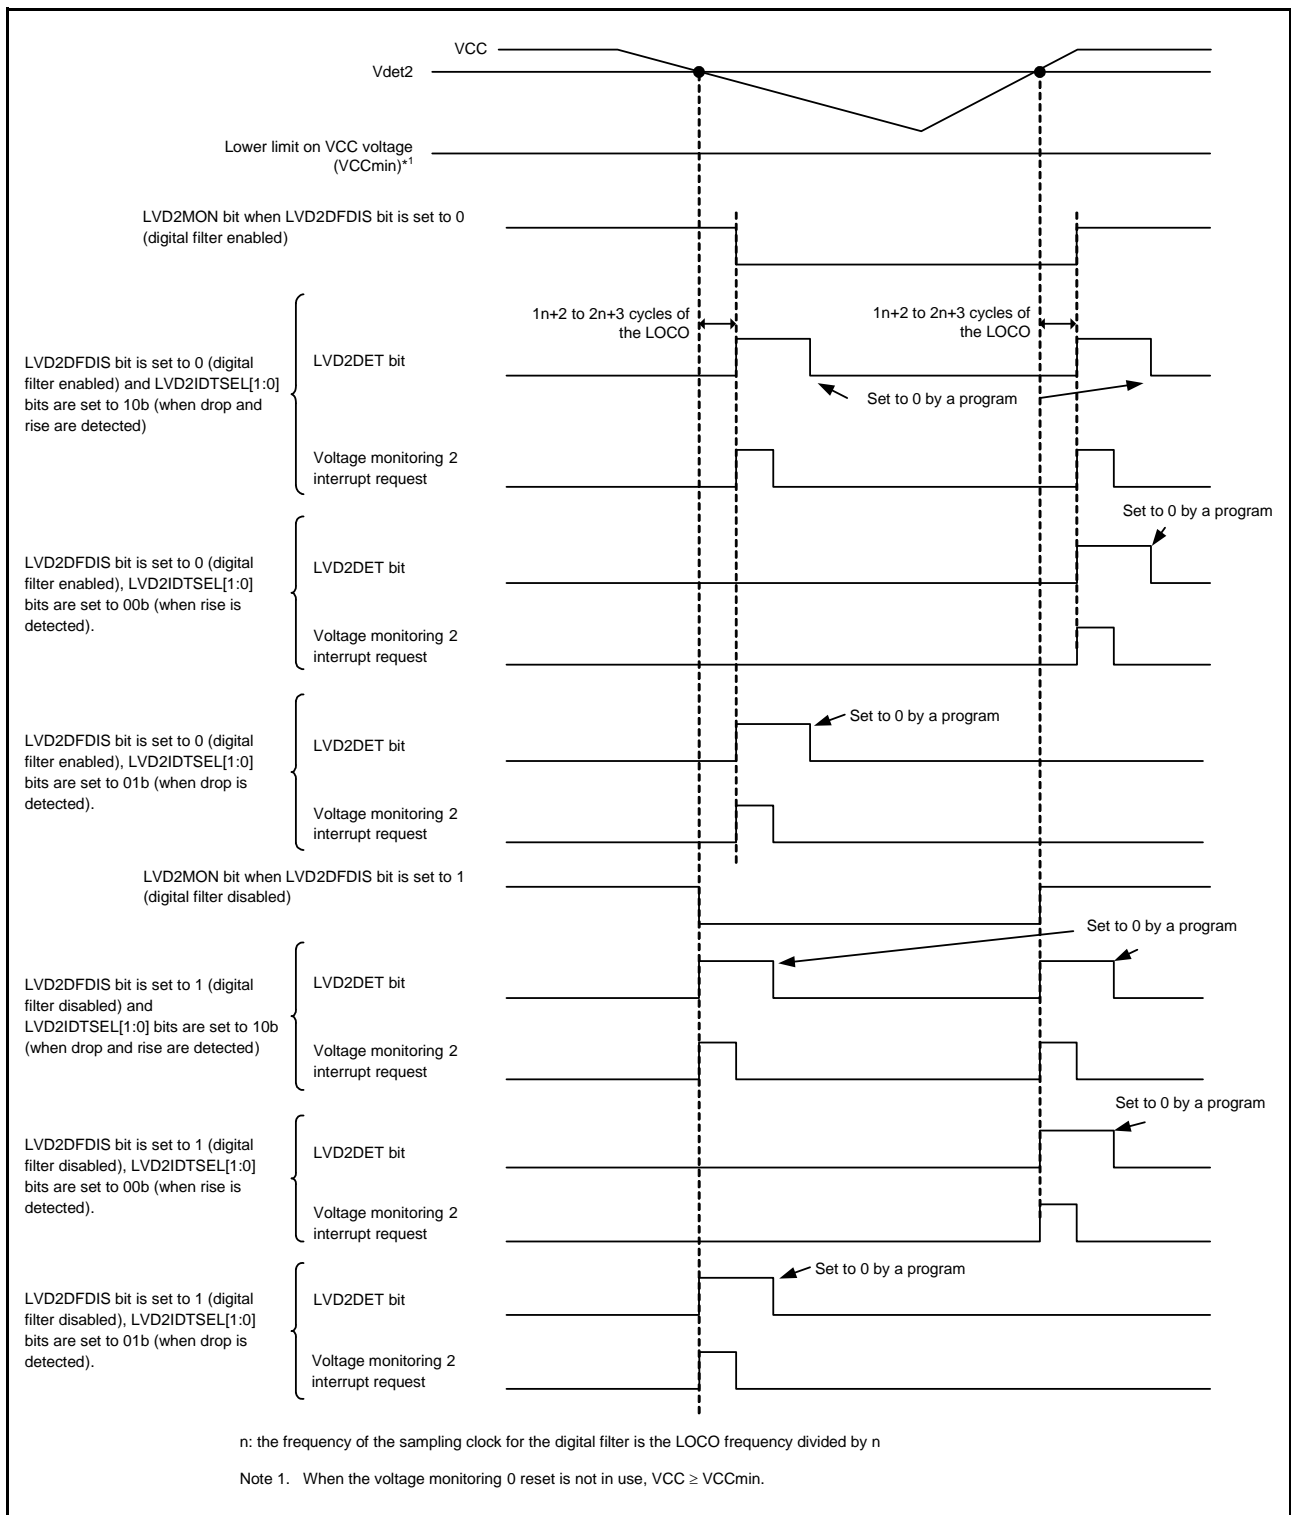 VCC
Vdet2
Lower limit on VCC voltage
(VCCmin)*1
LVD2MON bit when LVD2DFDIS bit is set to 0
(digital filter enabled)
1n+2 to 2n+3 cycles of
the LOCO
1n+2 to 2n+3 cycles of
the LOCO
LVD2DFDIS bit is set to 0 (digital
filter enabled) and LVD2IDTSEL[1:0]
bits are set to 10b (when drop and
rise are detected)
LVD2DET bit
Set to 0 by a program
Voltage monitoring 2
interrupt request
Set to 0 by a program
LVD2DFDIS bit is set to 0 (digital
filter enabled), LVD2IDTSEL[1:0]
bits are set to 00b (when rise is
detected).
LVD2DET bit
Voltage monitoring 2
interrupt request
Set to 0 by a program
LVD2DFDIS bit is set to 0 (digital
filter enabled), LVD2IDTSEL[1:0]
bits are set to 01b (when drop is
detected).
LVD2DET bit
Voltage monitoring 2
interrupt request
LVD2MON bit when LVD2DFDIS bit is set to 1
(digital filter disabled)
Set to 0 by a program
LVD2DFDIS bit is set to 1 (digital
filter disabled) and
LVD2IDTSEL[1:0] bits are set to 10b
(when drop and rise are detected)
LVD2DET bit
Voltage monitoring 2
interrupt request
Set to 0 by a program
LVD2DFDIS bit is set to 1 (digital
filter disabled), LVD2IDTSEL[1:0]
bits are set to 00b (when rise is
detected).
LVD2DET bit
Voltage monitoring 2
interrupt request
Set to 0 by a program
LVD2DFDIS bit is set to 1 (digital
filter disabled), LVD2IDTSEL[1:0]
bits are set to 01b (when drop is
detected).
LVD2DET bit
Voltage monitoring 2
interrupt request
n: the frequency of the sampling clock for the digital filter is the LOCO frequency divided by n
Note 1. When the voltage monitoring 0 reset is not in use, VCC ≥ VCCmin.